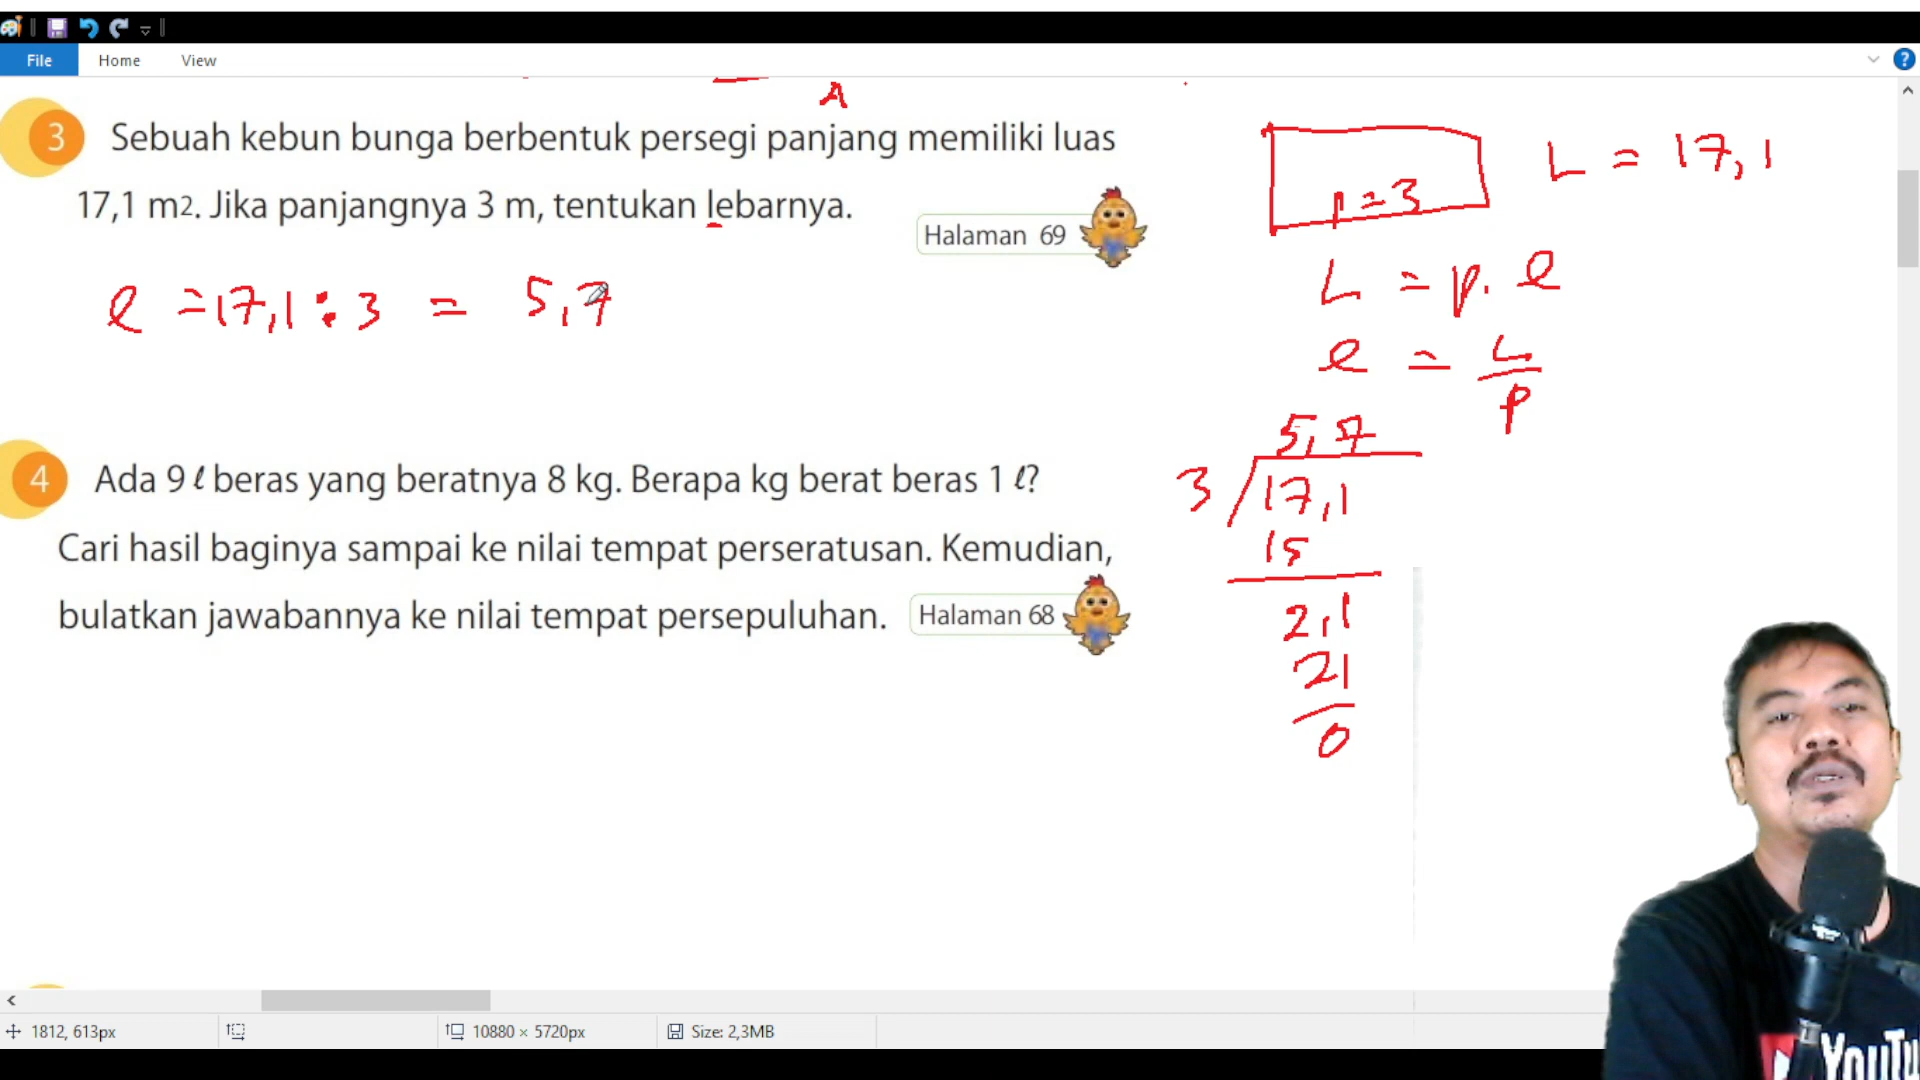 File Home View
A
3 Sebuah kebun bunga berbentuk persegi panjang memiliki luas
17,1 m2. Jika panjangnya 3 m, tentukan lebarnya.
Halaman 69
l = 17,1 : 3 = 5,7
p = 3
L = 17,1
L = p. l
l = L
p
5,7
3 17,1
15
2,1
21
0
4 Ada 9 ℓ beras yang beratnya 8 kg. Berapa kg berat beras 1 ℓ?
Cari hasil baginya sampai ke nilai tempat perseratusan. Kemudian,
bulatkan jawabannya ke nilai tempat persepuluhan.
Halaman 68
1812, 613px
10880 × 5720px
Size: 2,3MB